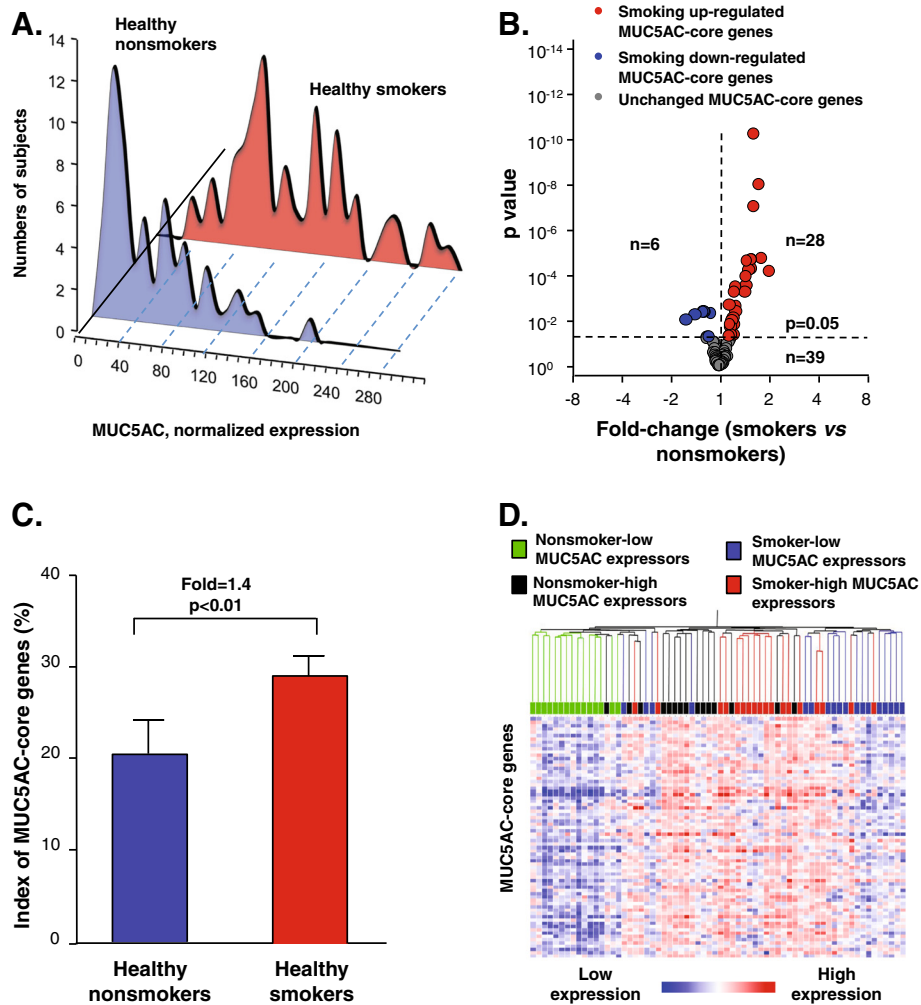 A.
Healthy
nonsmokers
Healthy smokers
Numbers of subjects
14
12
10
8
6
4
2
0
0
40
80
120
160
200
240
280
MUC5AC, normalized expression
B.
Smoking up-regulated
MUC5AC-core genes
Smoking down-regulated
MUC5AC-core genes
Unchanged MUC5AC-core genes
p value
10-14
10-12
10-10
10-8
10-6
10-4
10-2
100
n=6
n=28
p=0.05
n=39
-8
-4
-2
1
2
4
8
Fold-change (smokers vs
nonsmokers)
C.
Index of MUC5AC-core genes (%)
40
30
20
10
0
Fold=1.4
p<0.01
Healthy
nonsmokers
Healthy
smokers
D.
Nonsmoker-low
MUC5AC expressors
Smoker-low
MUC5AC expressors
Nonsmoker-high
MUC5AC expressors
Smoker-high MUC5AC
expressors
MUC5AC-core genes
Low
expression
High
expression